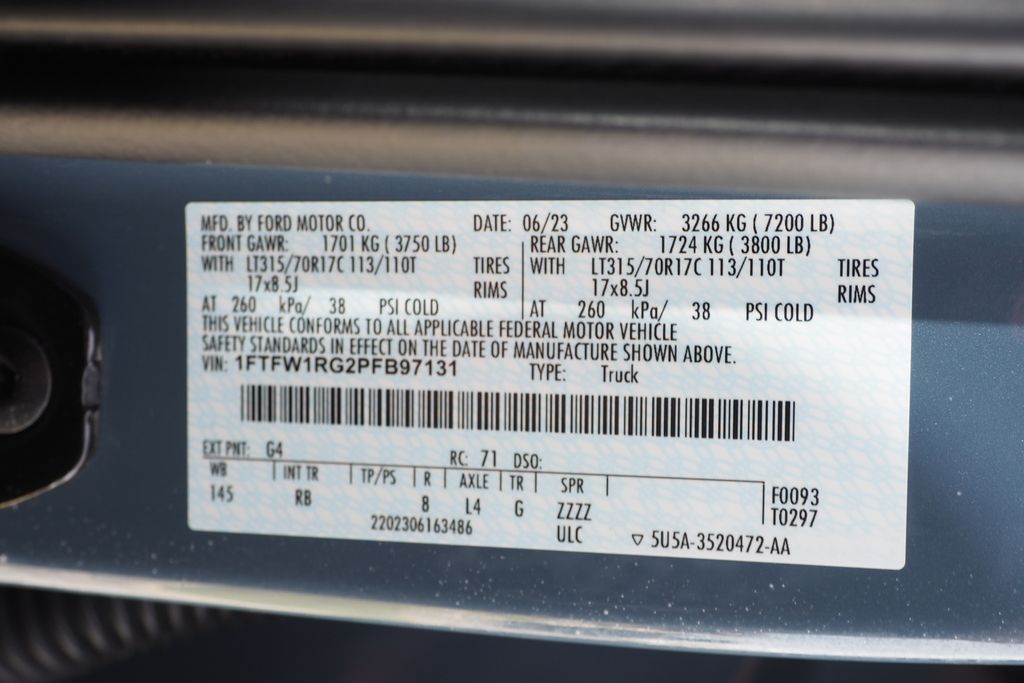 MFD. BY FORD MOTOR CO. DATE: 06/23 GVWR: 3266 KG ( 7200 LB)
FRONT GAWR: 1701 KG ( 3750 LB) REAR GAWR: 1724 KG ( 3800 LB)
WITH LT315/70R17C 113/110T TIRES WITH LT315/70R17C 113/110T TIRES
17x8.5J RIMS 17x8.5J RIMS
AT 260 kPa/ 38 PSI COLD AT 260 kPa/ 38 PSI COLD
THIS VEHICLE CONFORMS TO ALL APPLICABLE FEDERAL MOTOR VEHICLE
SAFETY STANDARDS IN EFFECT ON THE DATE OF MANUFACTURE SHOWN ABOVE.
VIN: 1FTFW1RG2PFB97131 TYPE: Truck
EXT PNT: G4 RC: 71 DSO:
WB INT TR TP/PS R AXLE TR SPR
145 RB 8 L4 G ZZZZ F0093
T0297
2202306163486 ULC ▽ 5U5A-3520472-AA